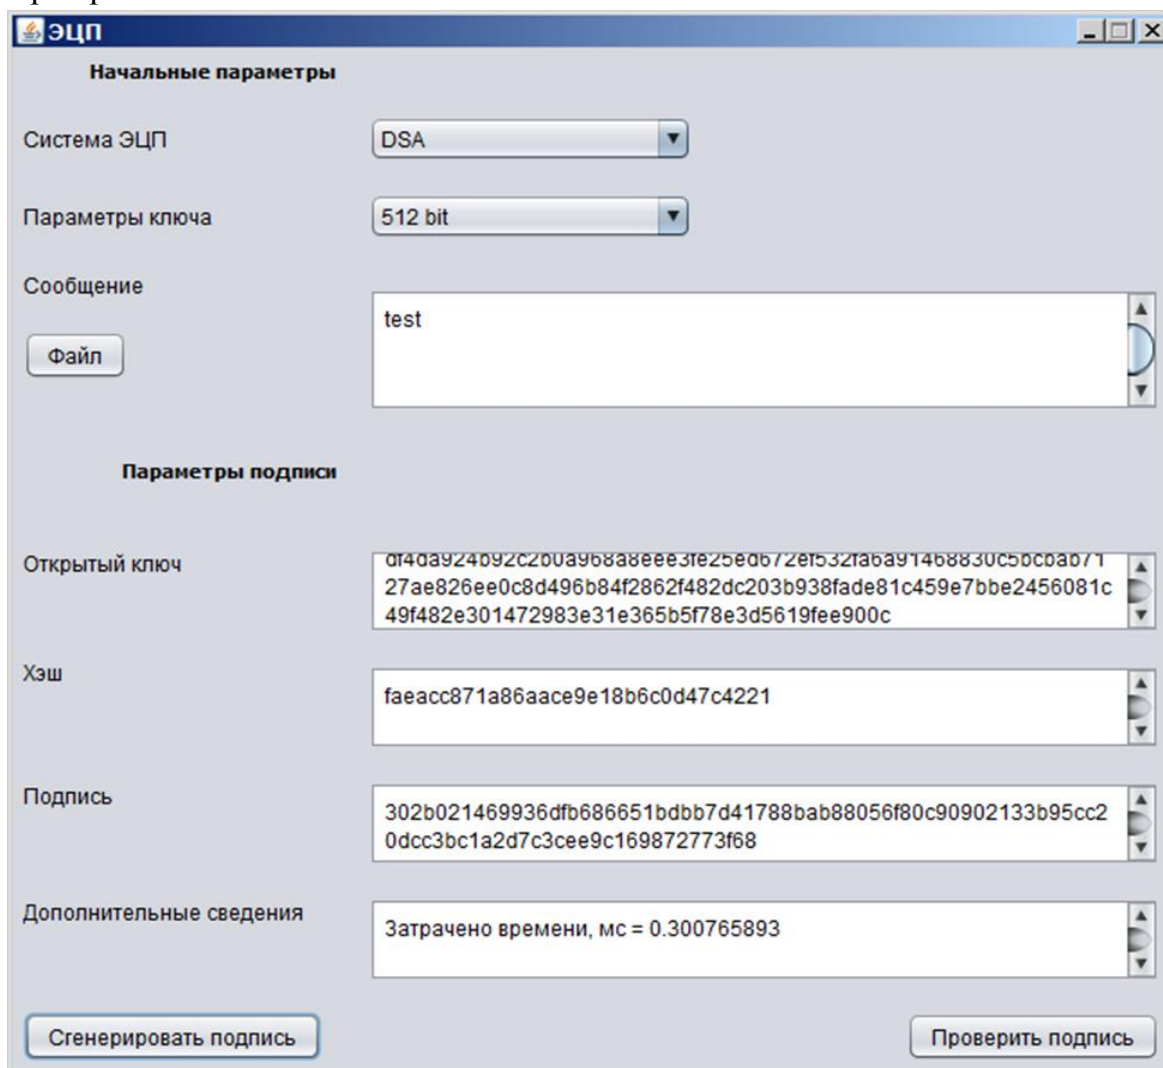 ЭЦП
Начальные параметры
Система ЭЦП
DSA
Параметры ключа
512 bit
Сообщение
test
Файл
Параметры подписи
Открытый ключ
df4da924b92c2b0a968a8eee3fe25ed672ef532fa6a91468830c5bcbab71
27ae826ee0c8d496b84f2862f482dc203b938fade81c459e7bbe2456081c
49f482e301472983e31e365b5f78e3d5619fee900c
Хэш
faeacc871a86aace9e18b6c0d47c4221
Подпись
302b021469936dfb686651bdbb7d41788bab88056f80c90902133b95cc2
0dcc3bc1a2d7c3cee9c169872773f68
Дополнительные сведения
Затрачено времени, мс = 0.300765893
Сгенерировать подпись
Проверить подпись